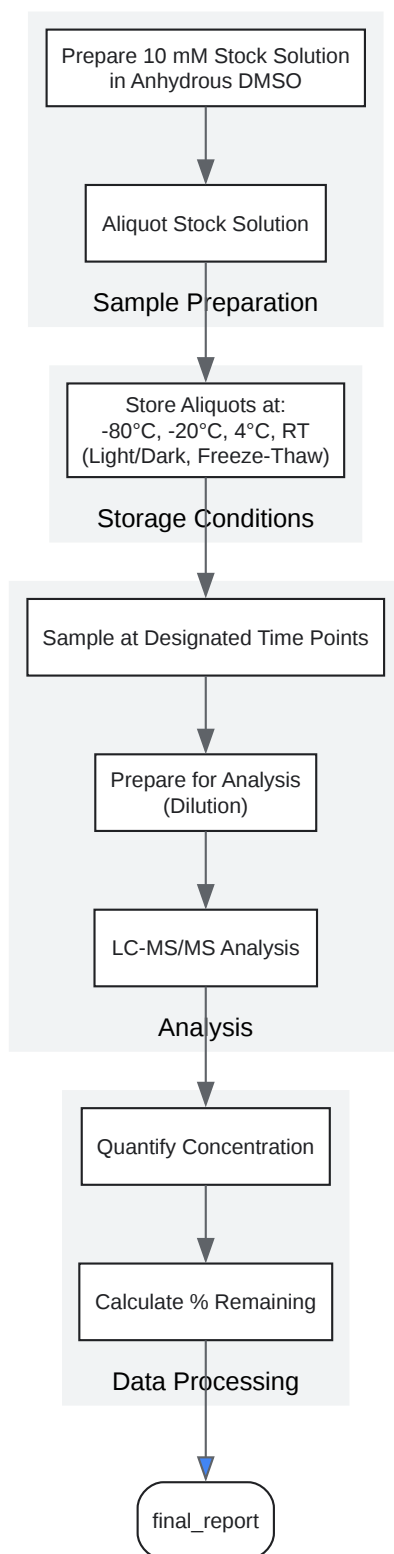 Prepare 10 mM Stock Solution
in Anhydrous DMSO
Aliquot Stock Solution
Sample Preparation
Store Aliquots at:
-80°C, -20°C, 4°C, RT
(Light/Dark, Freeze-Thaw)
Storage Conditions
Sample at Designated Time Points
Prepare for Analysis
(Dilution)
LC-MS/MS Analysis
Analysis
Quantify Concentration
Calculate % Remaining
Data Processing
final_report